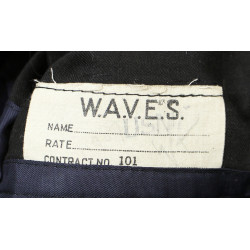 W.A.V.E.S.
NAME
RATE
CONTRACT NO. 101